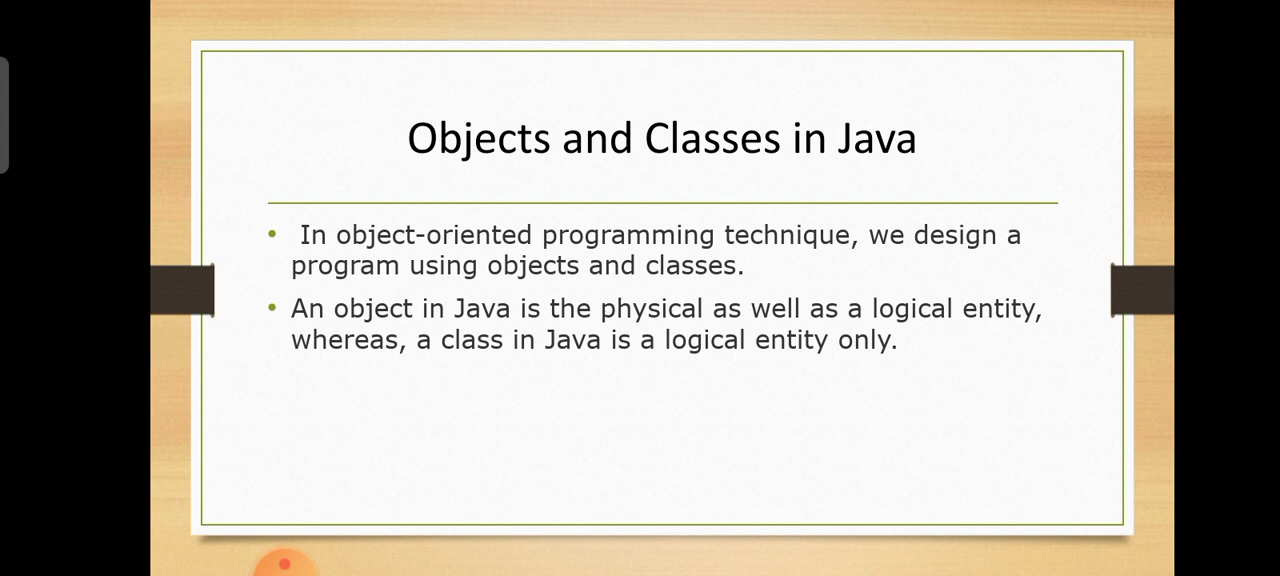 Objects and Classes in Java
• In object-oriented programming technique, we design a
program using objects and classes.
• An object in Java is the physical as well as a logical entity,
whereas, a class in Java is a logical entity only.